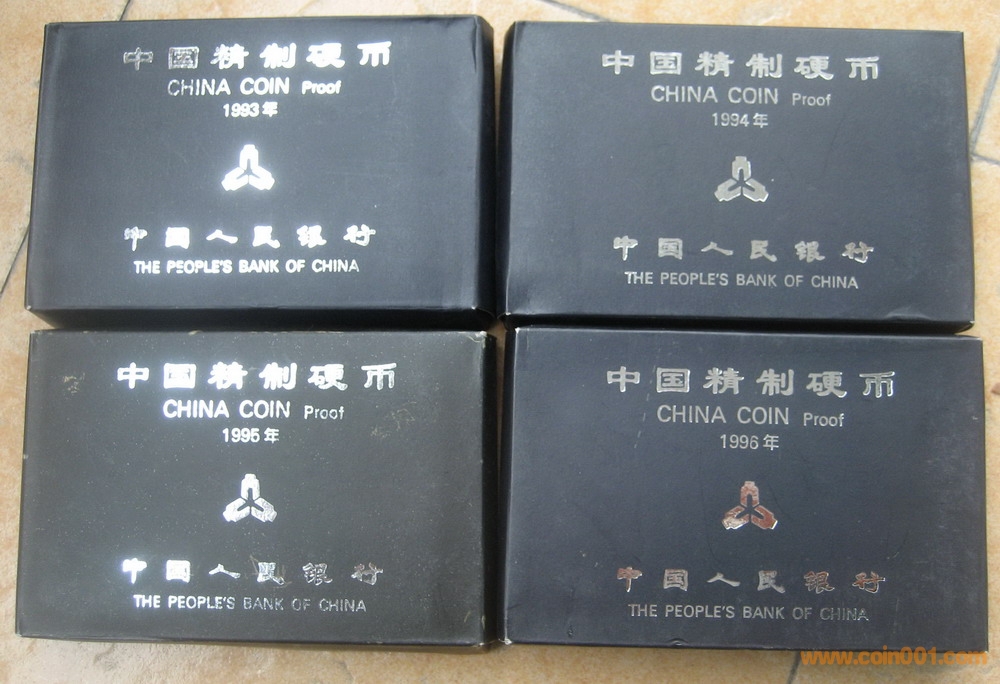 中国精制硬币
CHINA COIN Proof
1993年
中国人民银行
THE PEOPLE'S BANK OF CHINA
中国精制硬币
CHINA COIN Proof
1994年
中国人民银行
THE PEOPLE'S BANK OF CHINA
中国精制硬币
CHINA COIN Proof
1995年
中国人民银行
THE PEOPLE'S BANK OF CHINA
中国精制硬币
CHINA COIN Proof
1996年
中国人民银行
THE PEOPLE'S BANK OF CHINA
www.coin001.com